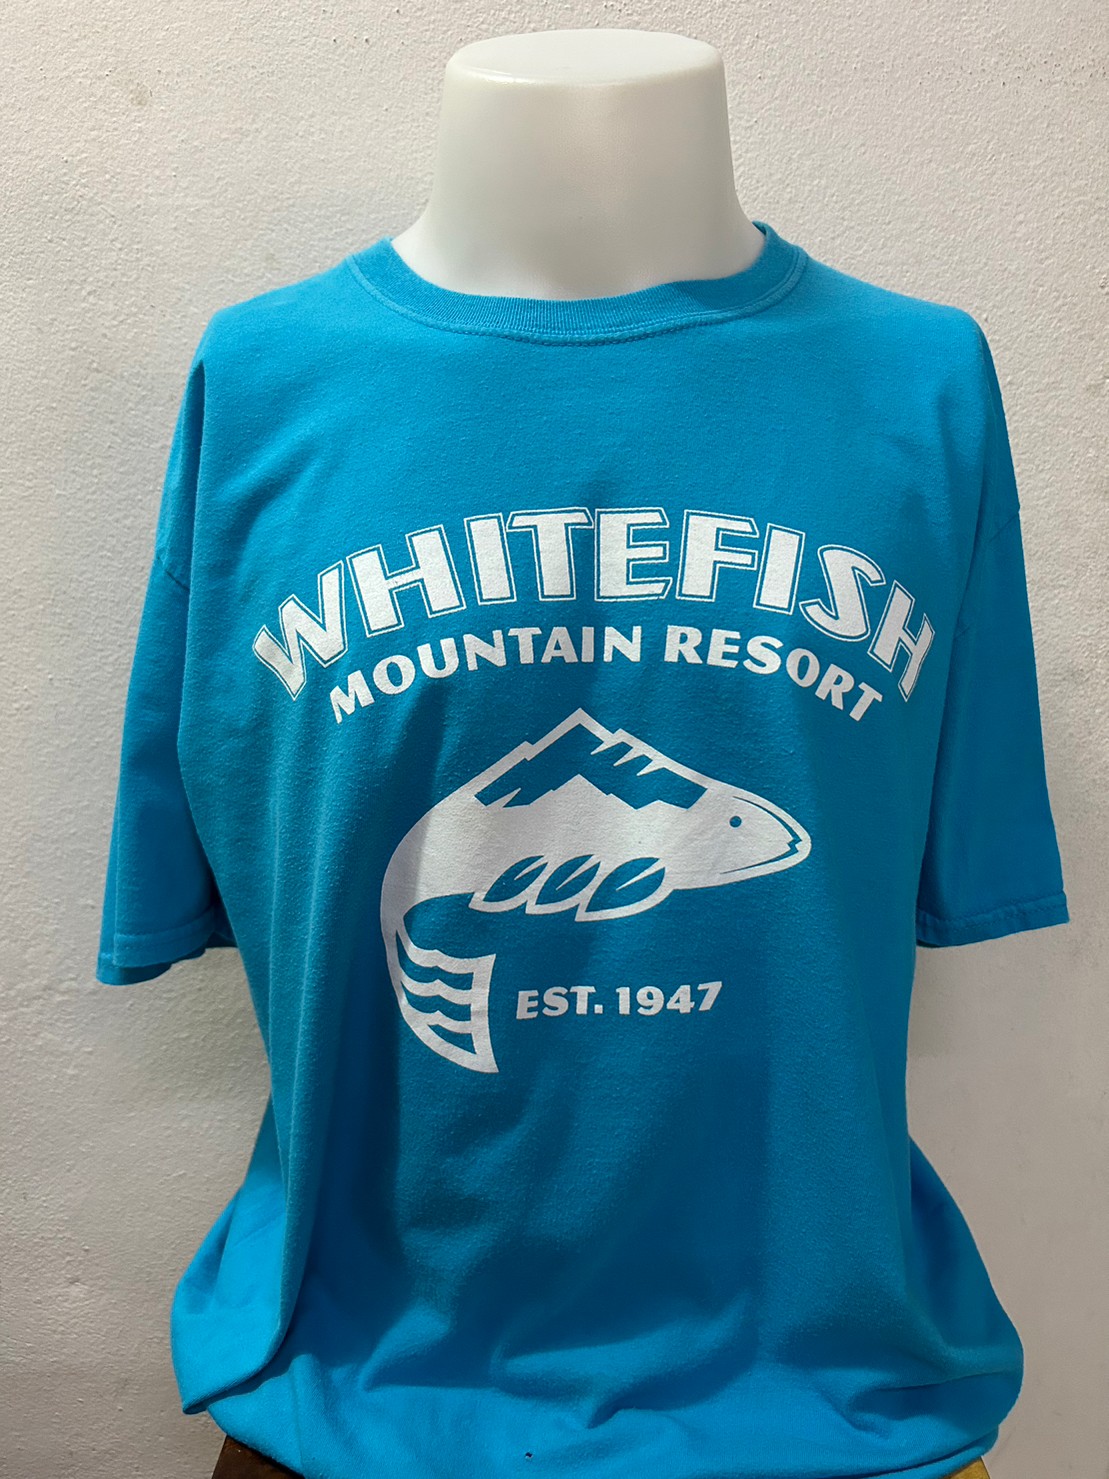 WHITEFISH
MOUNTAIN RESORT
EST. 1947